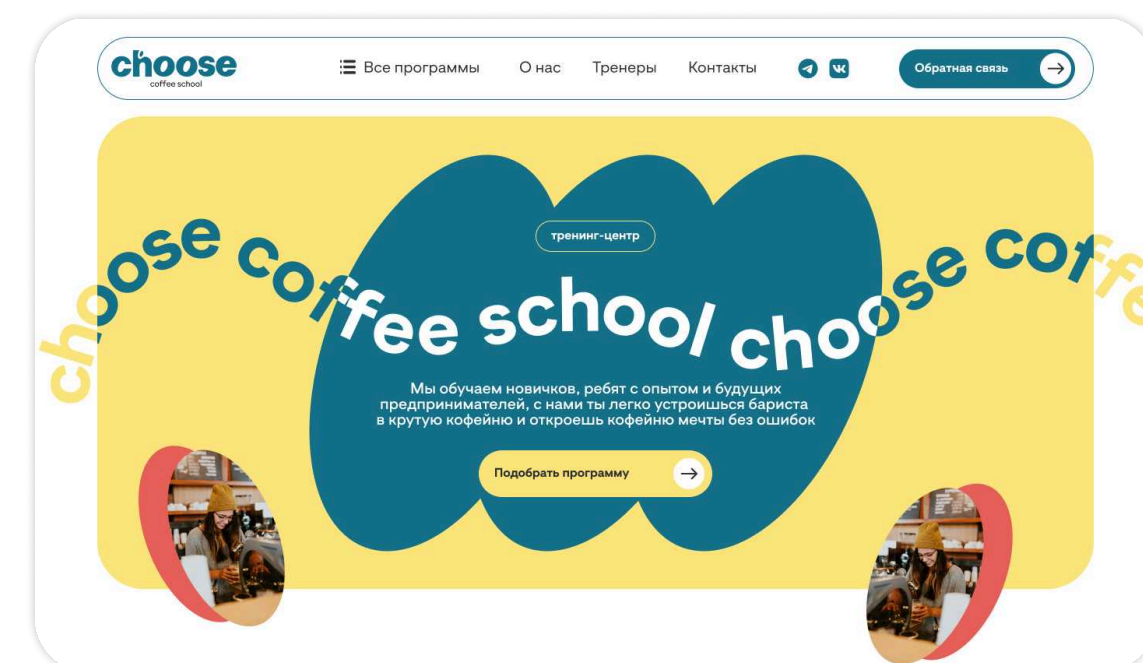 choose
coffee school
Все программы
О нас
Тренеры
Контакты
Обратная связь
тренинг-центр
choose coffee school choose coffe
Мы обучаем новичков, ребят с опытом и будущих
предпринимателей, с нами ты легко устроишься бариста
в крутую кофейню и откроешь кофейню мечты без ошибок
Подобрать программу